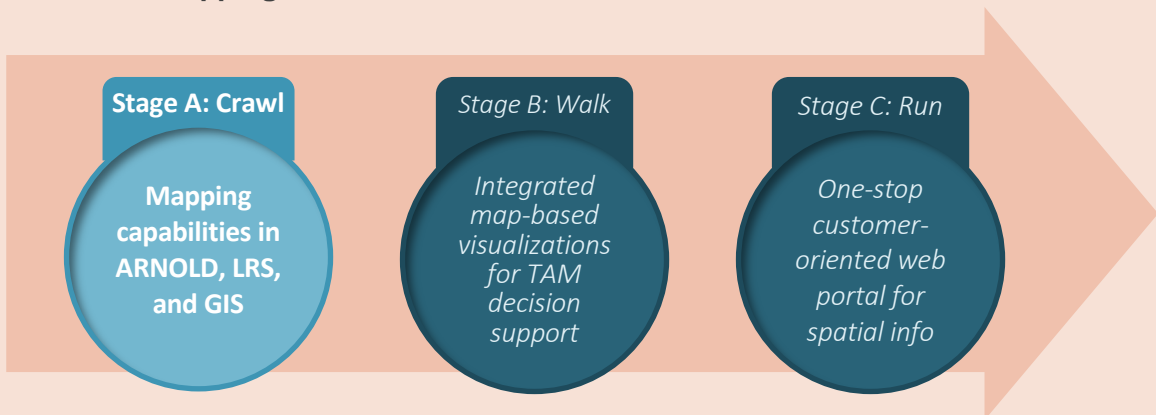 Stage A: Crawl
Mapping
capabilities in
ARNOLD, LRS,
and GIS
Stage B: Walk
Integrated
map-based
visualizations
for TAM
decision
support
Stage C: Run
One-stop
customer-
oriented web
portal for
spatial info